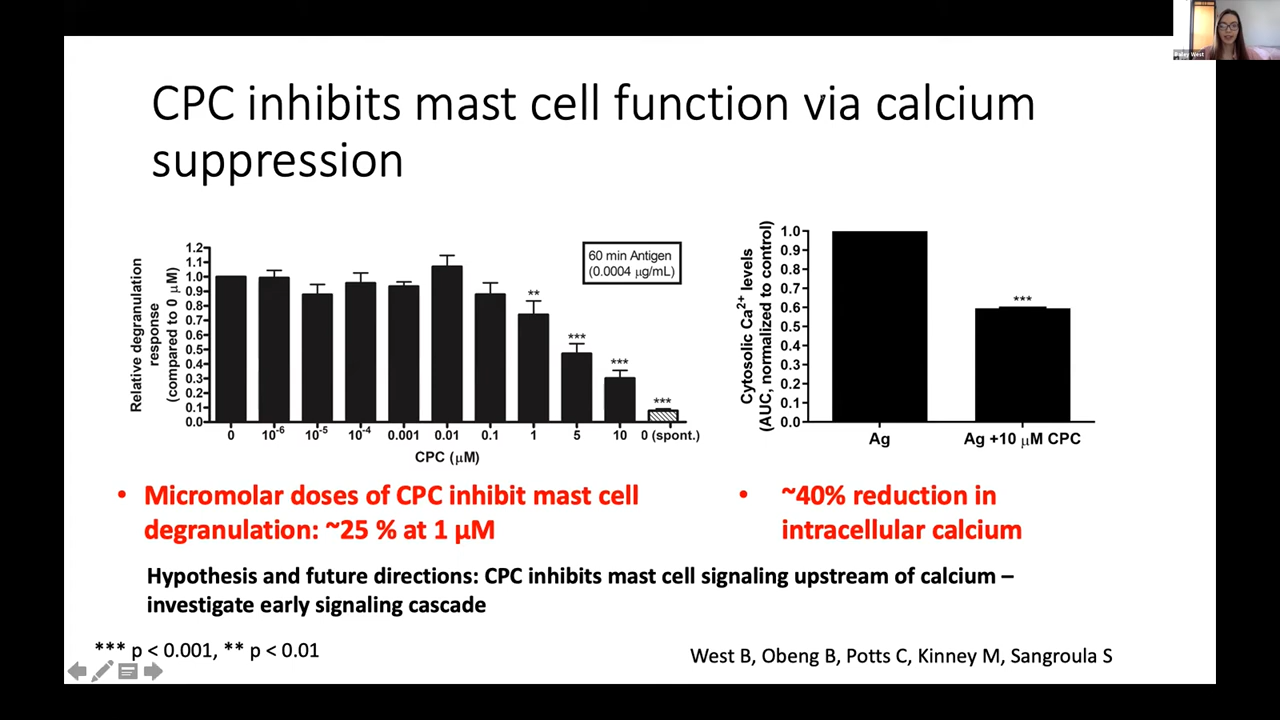 Bailey West
CPC inhibits mast cell function via calcium
suppression
Relative degranulation
response
(compared to 0 μM)
1.2
1.1
1.0
0.9
0.8
0.7
0.6
0.5
0.4
0.3
0.2
0.1
0.0
60 min Antigen
(0.0004 μg/mL)
**
***
***
***
0 10⁻⁶ 10⁻⁵ 10⁻⁴ 0.001 0.01 0.1 1 5 10 0 (spont.)
CPC (μM)
Cytosolic Ca²⁺ levels
(AUC, normalized to control)
1.0
0.9
0.8
0.7
0.6
0.5
0.4
0.3
0.2
0.1
0.0
***
Ag Ag +10 μM CPC
• Micromolar doses of CPC inhibit mast cell
degranulation: ~25 % at 1 μM
• ~40% reduction in
intracellular calcium
Hypothesis and future directions: CPC inhibits mast cell signaling upstream of calcium –
investigate early signaling cascade
*** p < 0.001, ** p < 0.01
West B, Obeng B, Potts C, Kinney M, Sangroula S